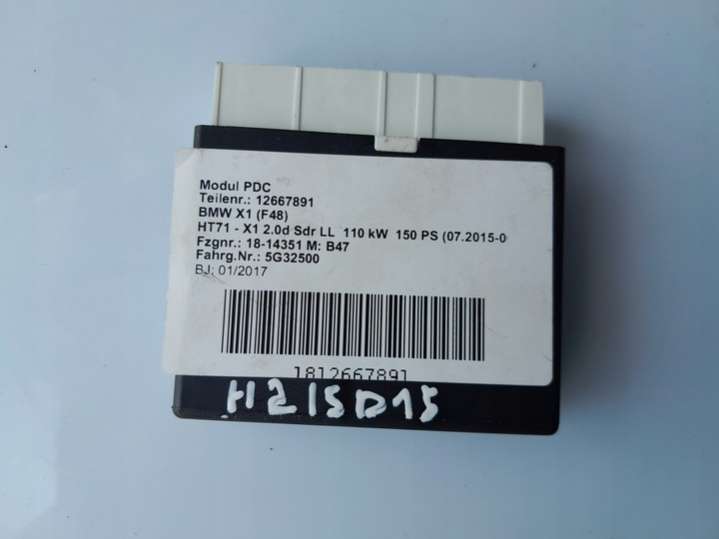 Modul PDC
Teilenr.: 12667891
BMW X1 (F48)
HT71 - X1 2.0d Sdr LL 110 kW 150 PS (07.2015-0
Fzgnr.: 18-14351 M: B47
Fahrg.Nr.: 5G32500
BJ: 01/2017
1812667891
H21SD15